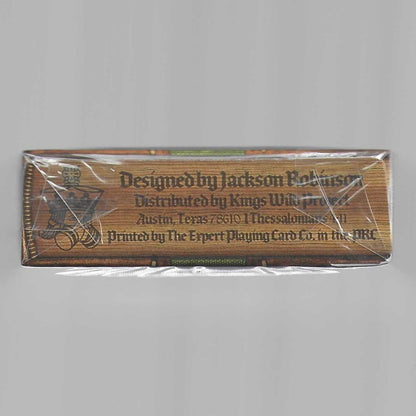 Designed by Jackson Robinson
Distributed by Kings Wild Project
Austin, Texas 78610 1 Thessalonians 4:11
Printed by The Expert Playing Card Co. in the PRC